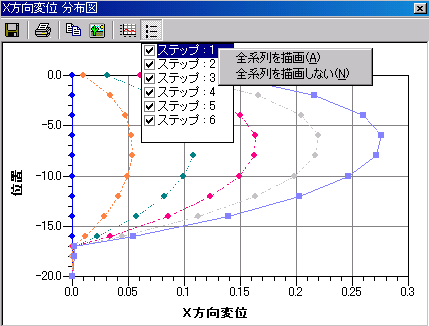 X方向変位 分布図
ステップ：1
ステップ：2
ステップ：3
ステップ：4
ステップ：5
ステップ：6
全系列を描画(A)
全系列を描画しない(N)
0.0
-5.0
-10.0
-15.0
-20.0
位置
0.0
0.05
0.1
0.15
0.2
0.25
0.3
X方向変位